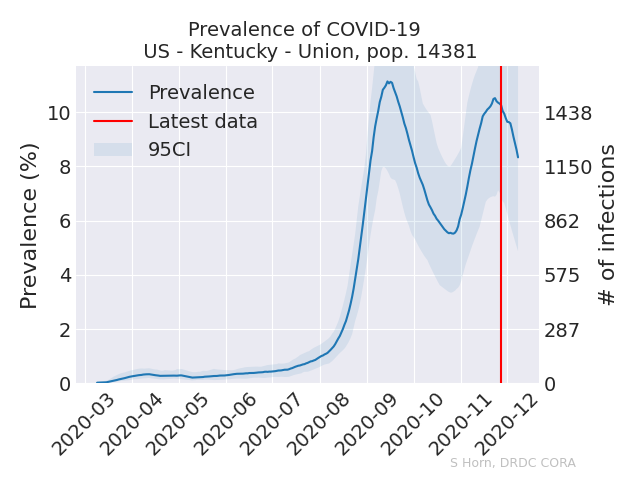 Prevalence of COVID-19
US - Kentucky - Union, pop. 14381
Prevalence
Latest data
95CI
Prevalence (%)
10
8
6
4
2
0
1438
1150
862
575
287
0
# of infections
2020-03
2020-04
2020-05
2020-06
2020-07
2020-08
2020-09
2020-10
2020-11
2020-12
S Horn, DRDC CORA